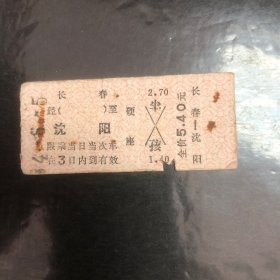 长春
经( )至
沈阳
限乘当日当次车
在3日内到有效
硬座
2.70
半
孩
1.40
全价5.40元
长春—沈阳